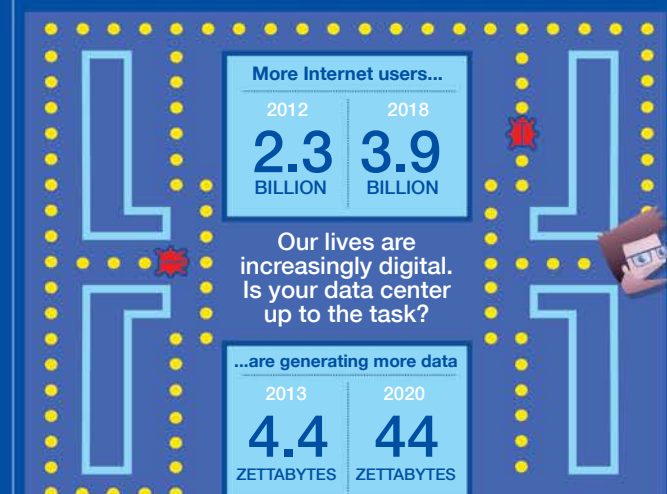 More Internet users...
2012 2018
2.3 3.9
BILLION BILLION
Our lives are
increasingly digital.
Is your data center
up to the task?
...are generating more data
2013 2020
4.4 44
ZETTABYTES ZETTABYTES